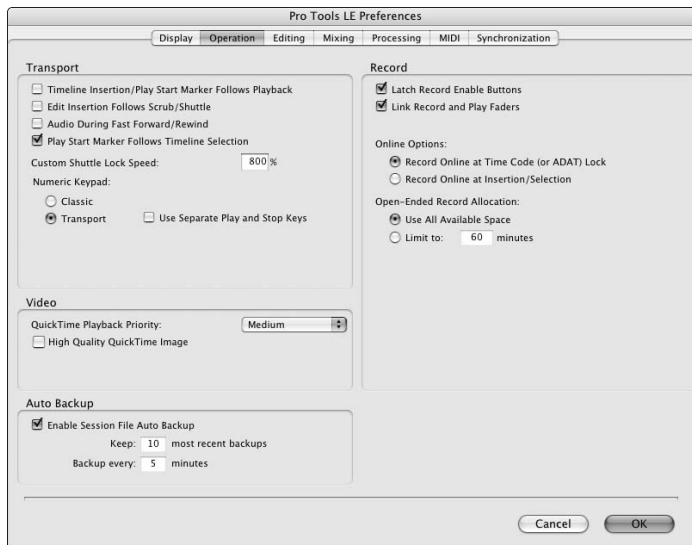 Pro Tools LE Preferences
Display Operation Editing Mixing Processing MIDI Synchronization
Transport
Timeline Insertion/Play Start Marker Follows Playback
Edit Insertion Follows Scrub/Shuttle
Audio During Fast Forward/Rewind
Play Start Marker Follows Timeline Selection
Custom Shuttle Lock Speed: 800 %
Numeric Keypad:
Classic
Transport Use Separate Play and Stop Keys
Video
QuickTime Playback Priority: Medium
High Quality QuickTime Image
Auto Backup
Enable Session File Auto Backup
Keep: 10 most recent backups
Backup every: 5 minutes
Record
Latch Record Enable Buttons
Link Record and Play Faders
Online Options:
Record Online at Time Code (or ADAT) Lock
Record Online at Insertion/Selection
Open-Ended Record Allocation:
Use All Available Space
Limit to: 60 minutes
Cancel OK